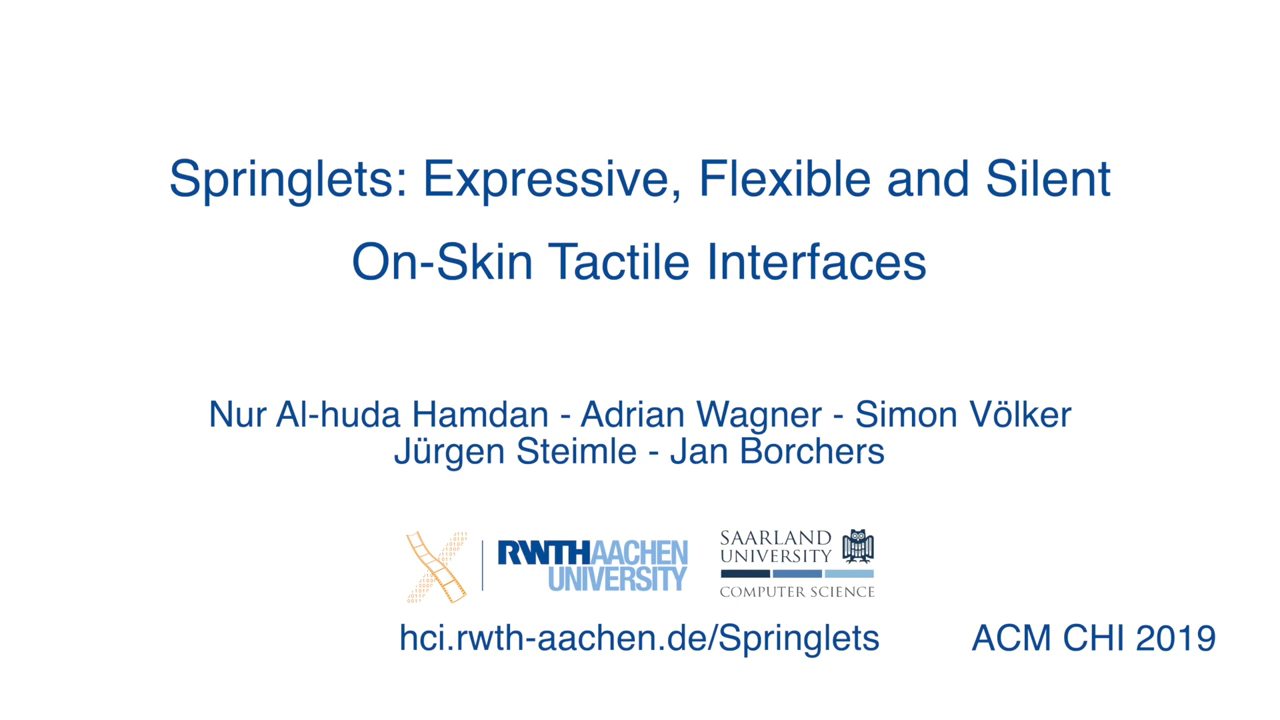 Springlets: Expressive, Flexible and Silent
On-Skin Tactile Interfaces
Nur Al-huda Hamdan - Adrian Wagner - Simon Völker
Jürgen Steimle - Jan Borchers
RWTHAACHEN
UNIVERSITY
SAARLAND
UNIVERSITY
COMPUTER SCIENCE
hci.rwth-aachen.de/Springlets
ACM CHI 2019